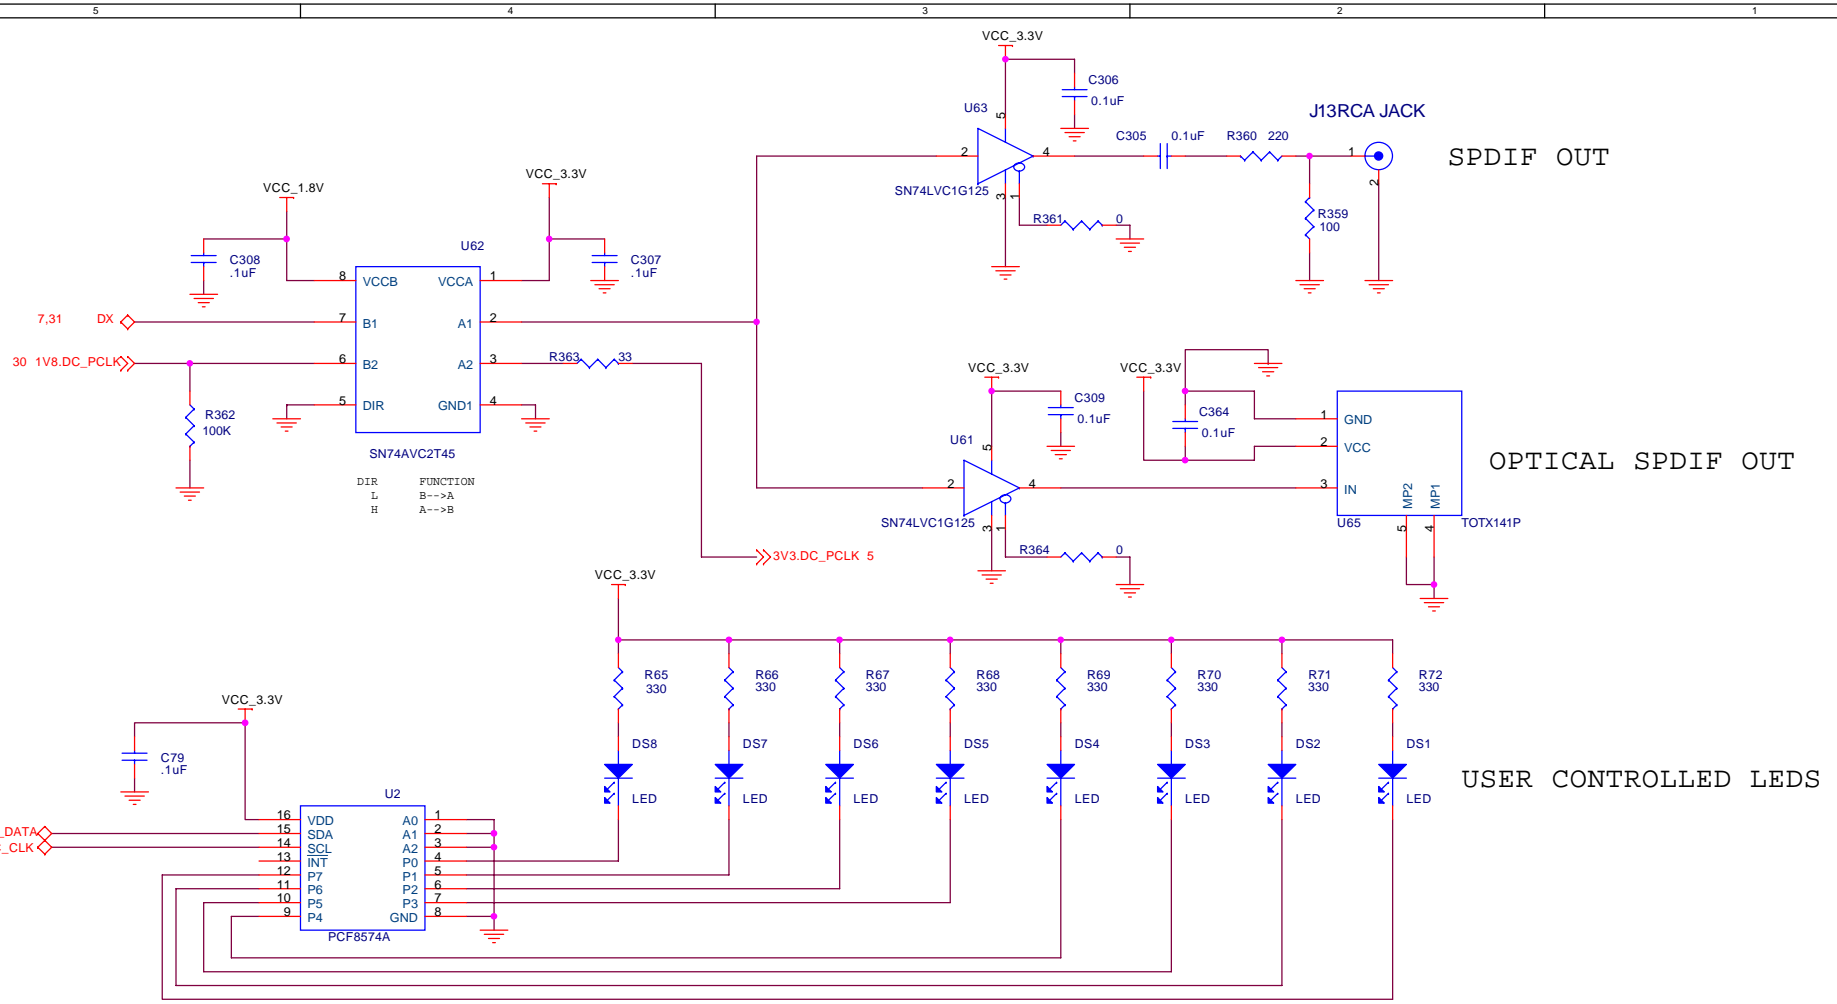 5 4 3 2 1
VCC_3.3V
C306
0.1uF
U63
5
2
4
SN74LVC1G125
3
1
R361 0
C305 0.1uF
R360 220
J13RCA JACK
1
2
R359
100
SPDIF OUT
VCC_1.8V
VCC_3.3V
C308
.1uF
U62
C307
.1uF
8 VCCB VCCA 1
7,31 DX
7 B1 A1 2
30 1V8.DC_PCLK
6 B2 A2 3
R363 33
5 DIR GND1 4
R362
100K
SN74AVC2T45
DIR FUNCTION
L B-->A
H A-->B
3V3.DC_PCLK 5
VCC_3.3V
C309
0.1uF
U61
5
2
4
SN74LVC1G125
3
1
R364 0
VCC_3.3V
C364
0.1uF
1 GND
2 VCC
3 IN
MP2
MP1
5
4
U65
TOTX141P
OPTICAL SPDIF OUT
VCC_3.3V
R65
330
R66
330
R67
330
R68
330
R69
330
R70
330
R71
330
R72
330
DS8 DS7 DS6 DS5 DS4 DS3 DS2 DS1
LED LED LED LED LED LED LED LED
USER CONTROLLED LEDS
VCC_3.3V
C79
.1uF
U2
16 VDD A0 1
_DATA
15 SDA A1 2
_CLK
14 SCL A2 3
13 INT P0 4
12 P7 P1 5
11 P6 P2 6
10 P5 P3 7
9 P4 GND 8
PCF8574A